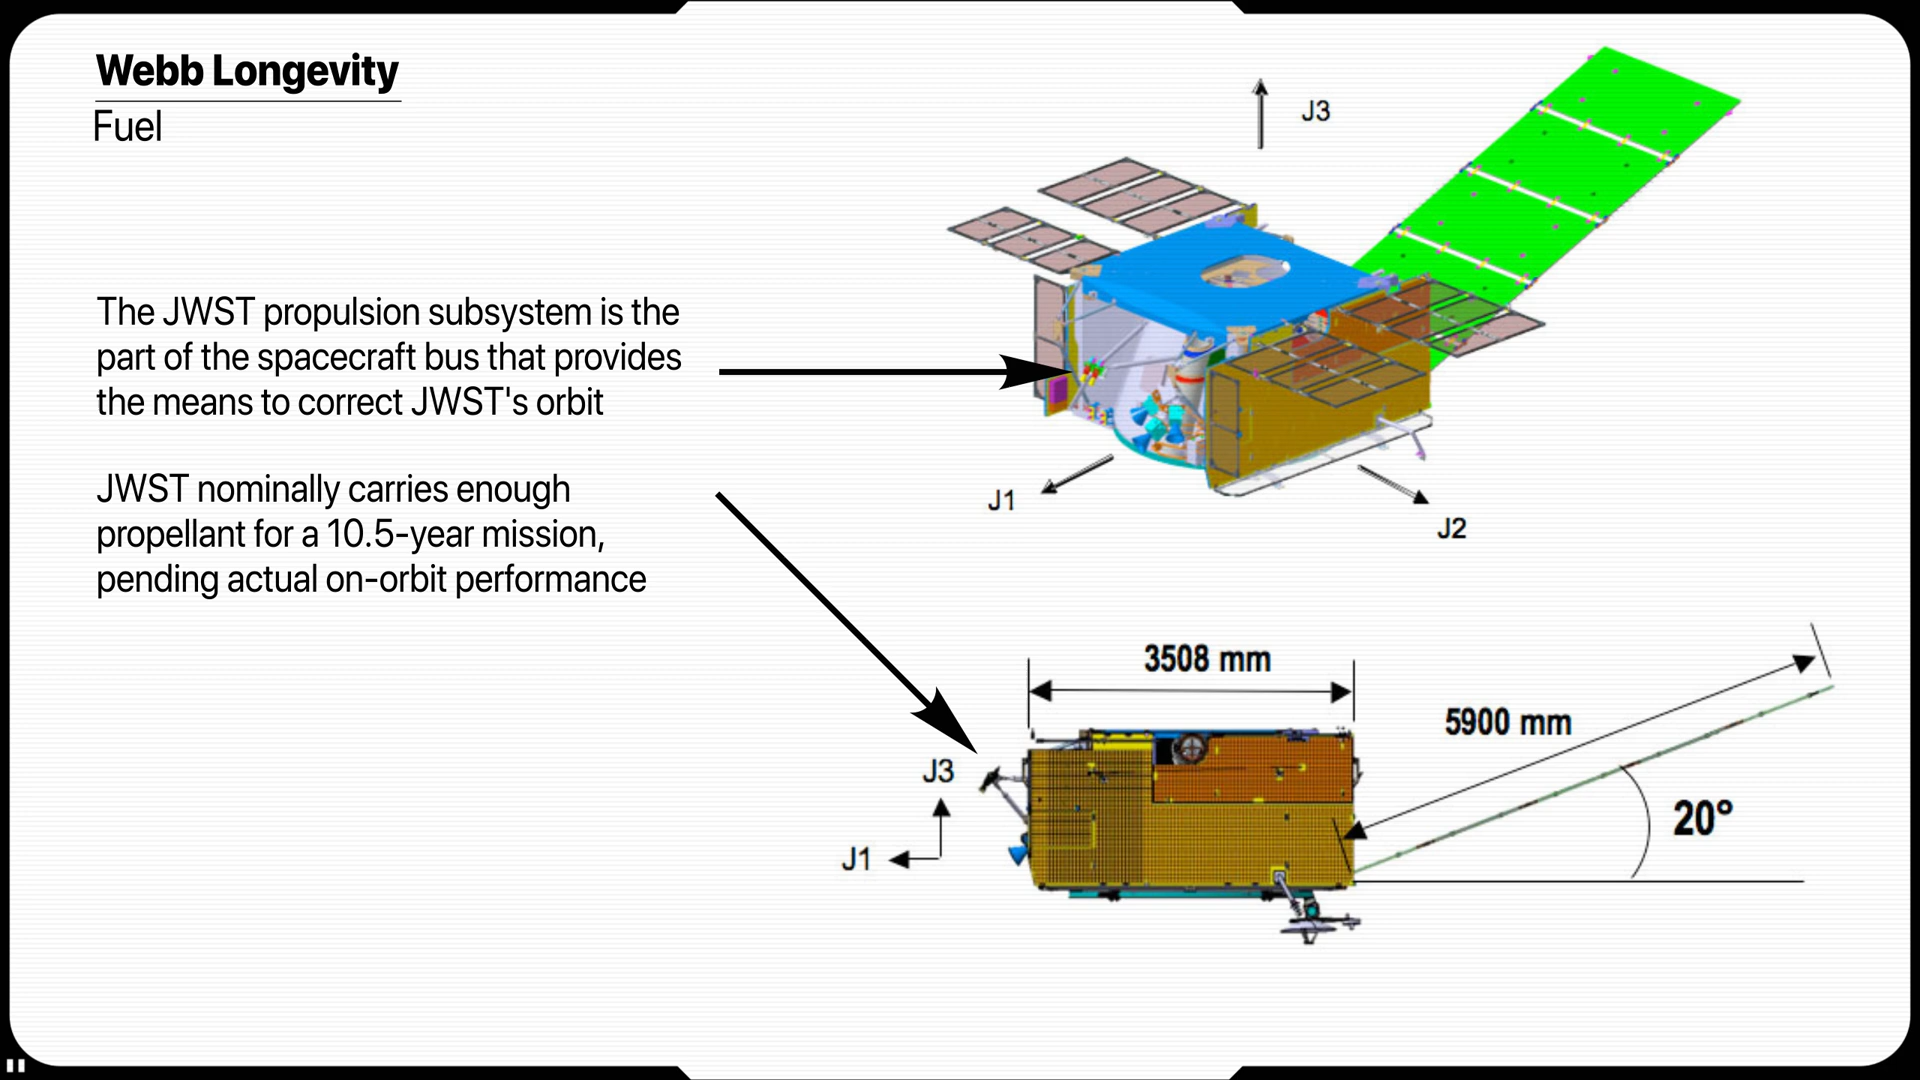 Webb Longevity
Fuel
The JWST propulsion subsystem is the
part of the spacecraft bus that provides
the means to correct JWST's orbit
JWST nominally carries enough
propellant for a 10.5-year mission,
pending actual on-orbit performance
J3
J1
J2
3508 mm
5900 mm
J3
20°
J1